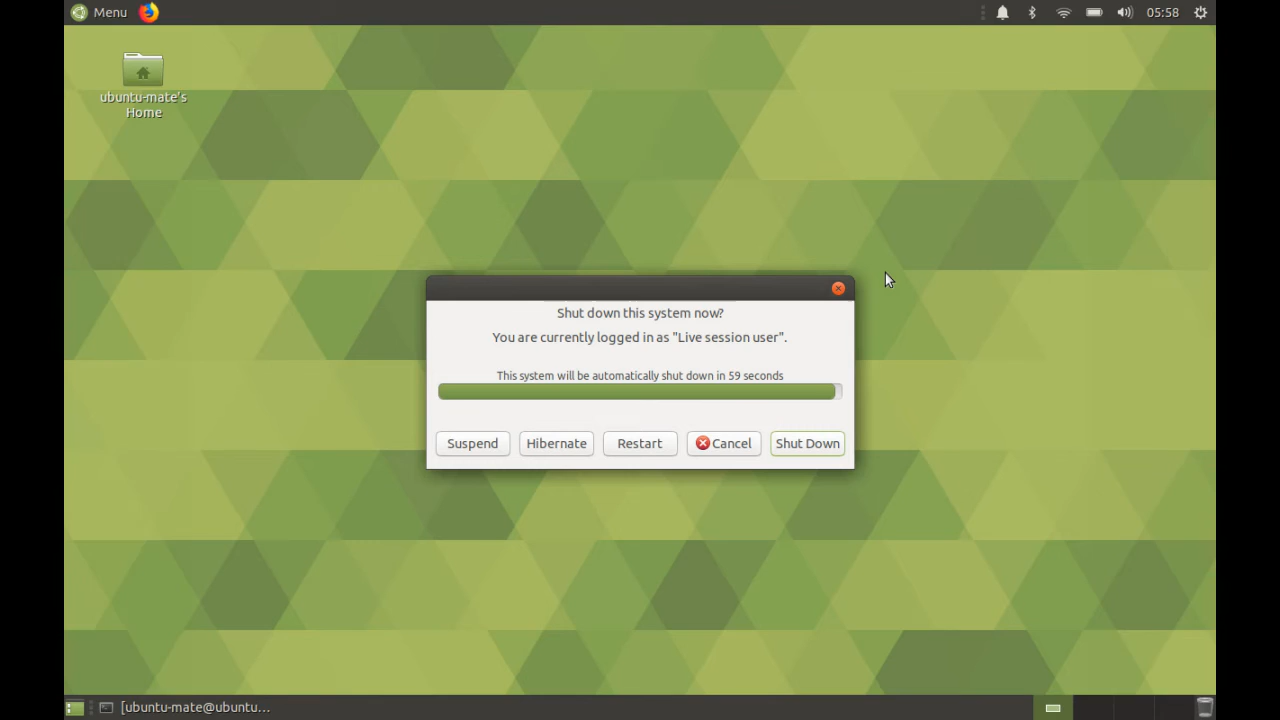 Menu
05:58
ubuntu-mate's
Home
Shut down this system now?
You are currently logged in as "Live session user".
This system will be automatically shut down in 59 seconds
Suspend
Hibernate
Restart
Cancel
Shut Down
[ubuntu-mate@ubuntu...